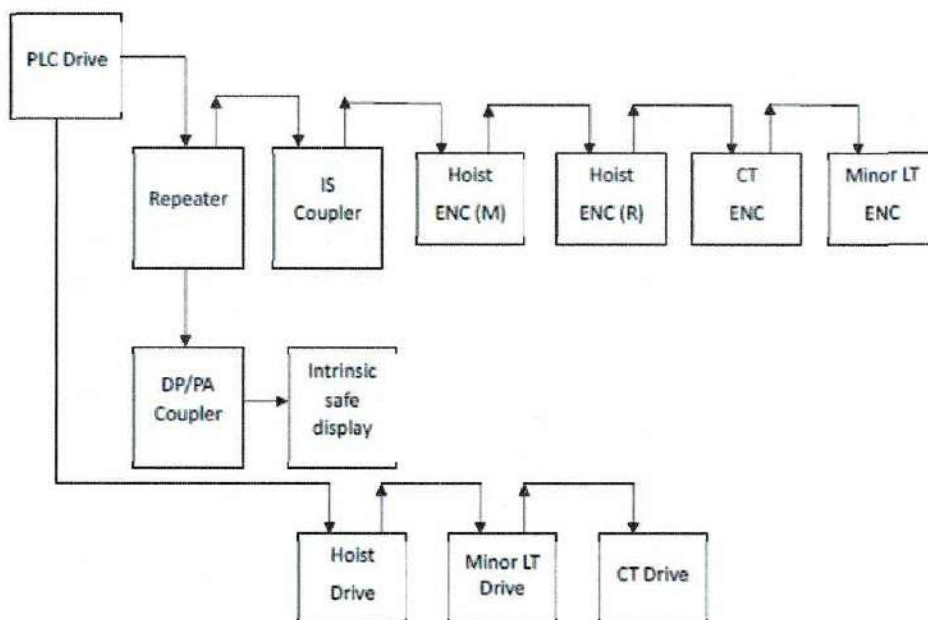 PLC Drive
Repeater
IS
Coupler
Hoist
ENC (M)
Hoist
ENC (R)
CT
ENC
Minor LT
ENC
DP/PA
Coupler
Intrinsic
safe
display
Hoist
Drive
Minor LT
Drive
CT Drive